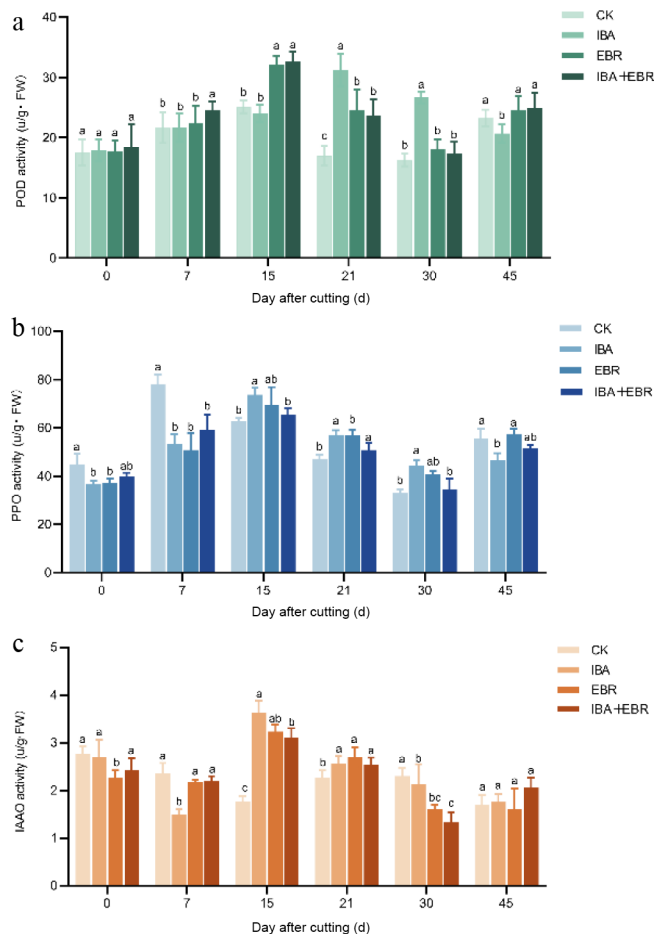 a
POD activity (u/g· FW)
40
30
20
10
0
a a a a
b b b a
b b a a
c a b b
b a b b
a b a a
0 7 15 21 30 45
Day after cutting (d)
CK
IBA
EBR
IBA+EBR
b
PPO activity (u/g· FW)
100
80
60
40
20
0
a b b ab
a b b b
b a ab b
b a a a
b a ab b
a b a ab
0 7 15 21 30 45
Day after cutting (d)
CK
IBA
EBR
IBA+EBR
c
IAAO activity (u/g·FW)
5
4
3
2
1
0
a a b a
a b a a
c a ab b
a a a a
a b bc c
a a a a
0 7 15 21 30 45
Day after cutting (d)
CK
IBA
EBR
IBA+EBR